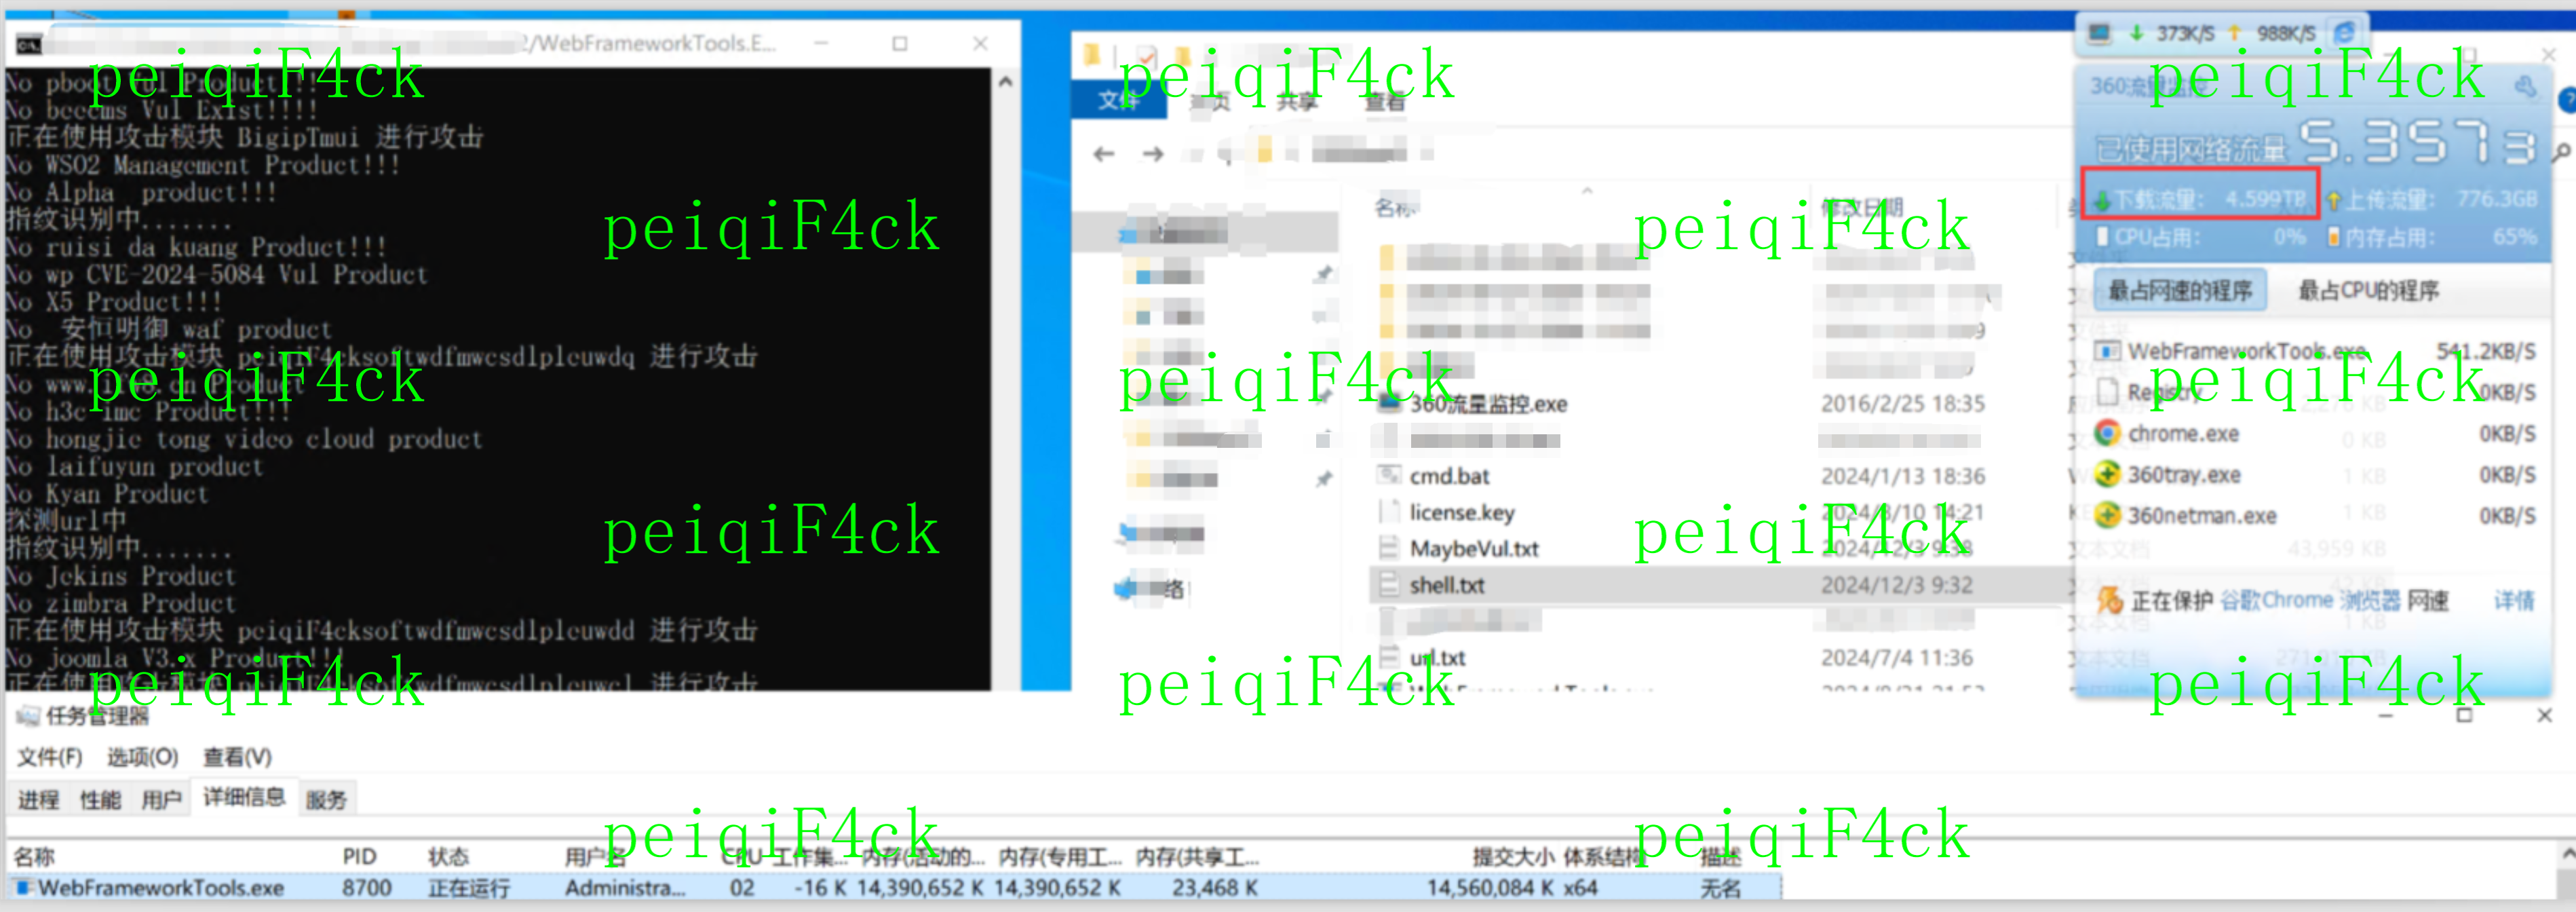 /WebFrameworkTools.E...
No pboot Vul Product!!!
No beecms Vul Exist!!!!
正在使用攻击模块 BigipTmui 进行攻击
No WSO2 Management Product!!!
No Alpha  product!!!
指纹识别中.......
No ruisi da kuang Product!!!
No wp CVE-2024-5084 Vul Product
No X5 Product!!!
No  安恒明御 waf product
正在使用攻击模块 peiqiF4cksoftwdfmwcsdlplcuwdq 进行攻击
No h3c imc Product!!!
No hongjie tong video cloud product
No laifuyun product
No Kyan Product
探测url中
指纹识别中.......
No Jekins Product
No zimbra Product
正在使用攻击模块 peiqiF4cksoftwdfmwcsdlplcuwdd 进行攻击
No joomla V3.x Product!!!
正在使用攻击模块 peiqiF4cksoftwdfmwcsdlplcuwcl 进行攻击
文件 共享 查看
名称 修改日期
360流量监控.exe 2016/2/25 18:35
cmd.bat 2024/1/13 18:36
license.key 2024/8/10 14:21
MaybeVul.txt 2024/12/3 9:38
shell.txt 2024/12/3 9:32
url.txt 2024/7/4 11:36
373K/S 988K/S
360流量监控
已使用网络流量 5.3573
下载流量: 4.599TB 上传流量: 776.3GB
CPU占用: 0% 内存占用: 65%
最占网速的程序 最占CPU的程序
WebFrameworkTools.exe 541.2KB/S
Registry 0KB/S
chrome.exe 0KB/S
360tray.exe 0KB/S
360netman.exe 0KB/S
正在保护 谷歌Chrome 浏览器 网速 详情
任务管理器
文件(F) 选项(O) 查看(V)
进程 性能 用户 详细信息 服务
名称 PID 状态 用户名 CPU 工作集... 内存(活动的... 内存(专用工... 内存(共享工... 提交大小 体系结构 描述
WebFrameworkTools.exe 8700 正在运行 Administra... 02 -16 K 14,390,652 K 14,390,652 K 23,468 K 14,560,084 K x64 无名
peiqiF4ck peiqiF4ck peiqiF4ck
peiqiF4ck peiqiF4ck
peiqiF4ck peiqiF4ck peiqiF4ck
peiqiF4ck peiqiF4ck
peiqiF4ck peiqiF4ck peiqiF4ck
peiqiF4ck peiqiF4ck